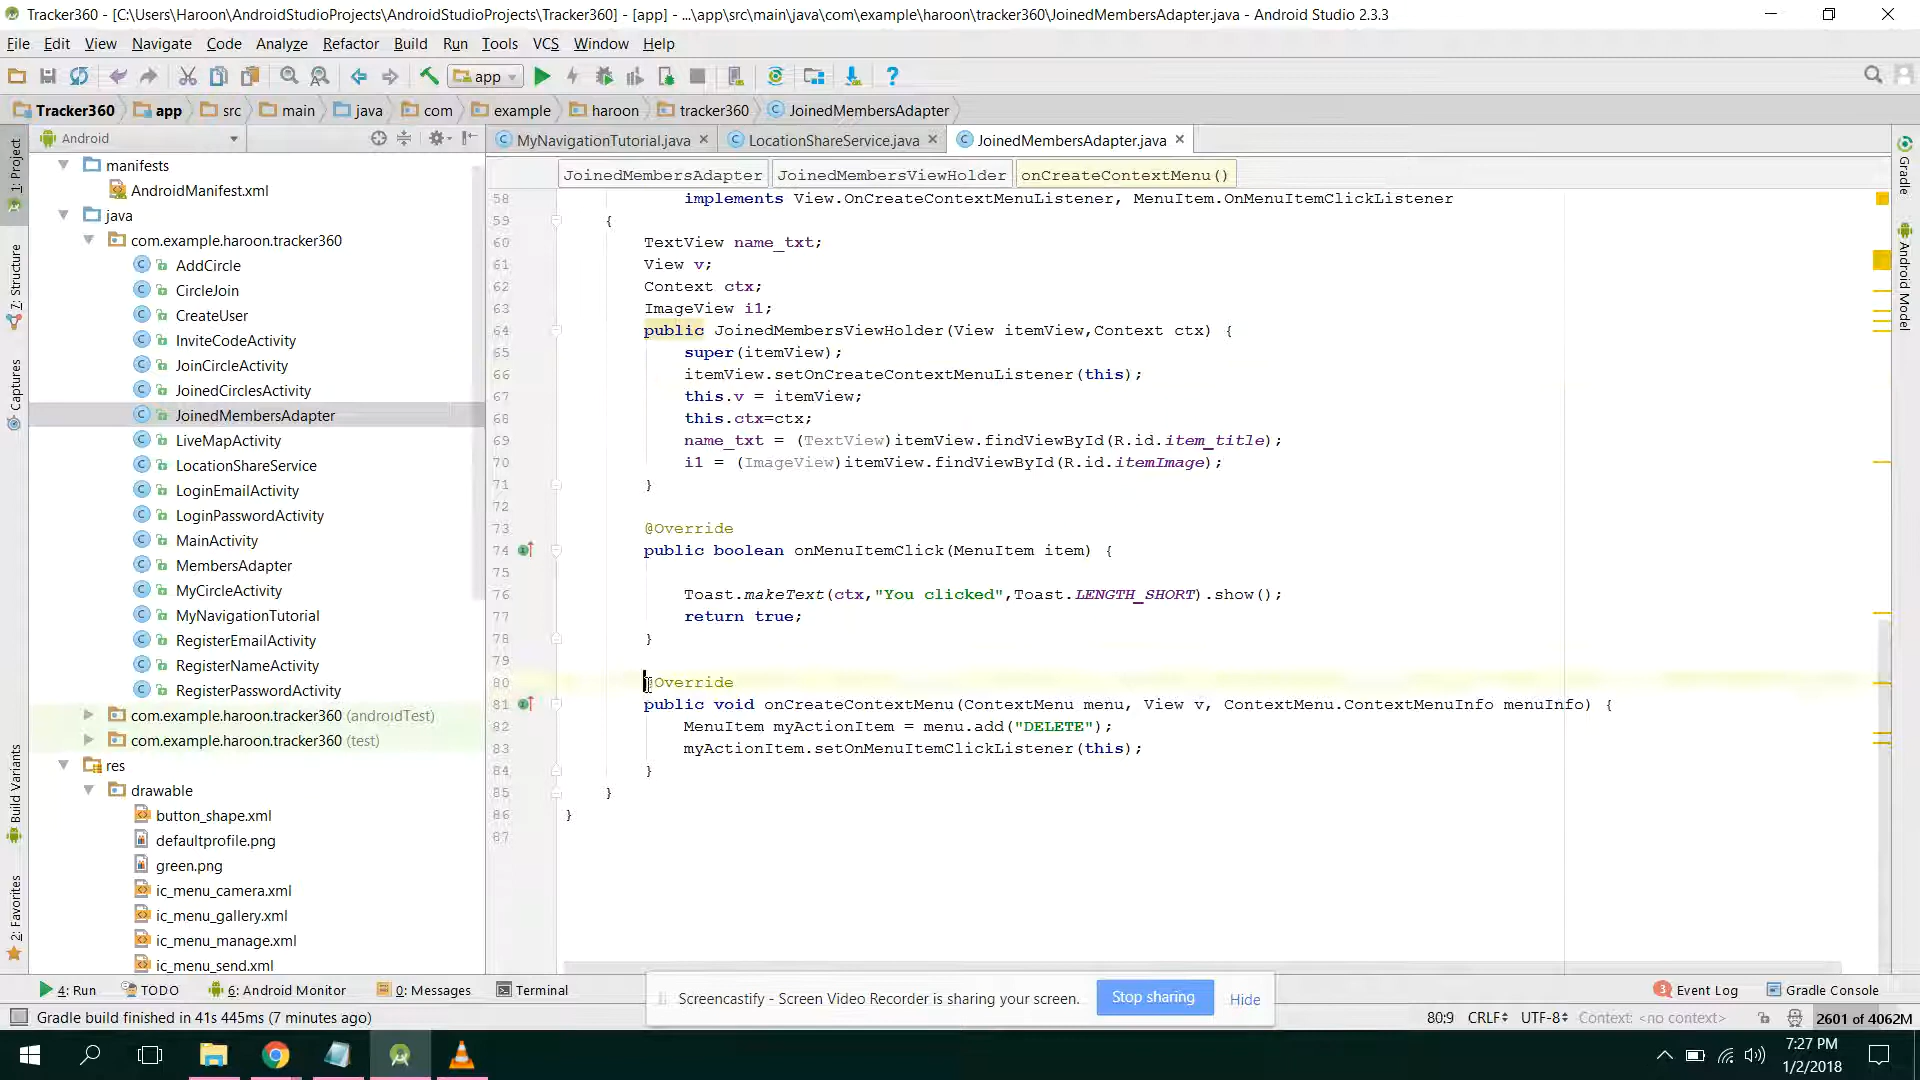 Tracker360 - [C:\Users\Haroon\AndroidStudioProjects\AndroidStudioProjects\Tracker360] - [app] - ...\app\src\main\java\com\example\haroon\tracker360\JoinedMembersAdapter.java - Android Studio 2.3.3
File Edit View Navigate Code Analyze Refactor Build Run Tools VCS Window Help
app
Tracker360 app src main java com example haroon tracker360 JoinedMembersAdapter
Android
MyNavigationTutorial.java LocationShareService.java JoinedMembersAdapter.java
JoinedMembersAdapter JoinedMembersViewHolder onCreateContextMenu()
1: Project
7: Structure
Captures
Build Variants
2: Favorites
manifests
AndroidManifest.xml
java
com.example.haroon.tracker360
AddCircle
CircleJoin
CreateUser
InviteCodeActivity
JoinCircleActivity
JoinedCirclesActivity
JoinedMembersAdapter
LiveMapActivity
LocationShareService
LoginEmailActivity
LoginPasswordActivity
MainActivity
MembersAdapter
MyCircleActivity
MyNavigationTutorial
RegisterEmailActivity
RegisterNameActivity
RegisterPasswordActivity
com.example.haroon.tracker360 (androidTest)
com.example.haroon.tracker360 (test)
res
drawable
button_shape.xml
defaultprofile.png
green.png
ic_menu_camera.xml
ic_menu_gallery.xml
ic_menu_manage.xml
ic_menu_send.xml
58 implements View.OnCreateContextMenuListener, MenuItem.OnMenuItemClickListener
59 {
60 TextView name_txt;
61 View v;
62 Context ctx;
63 ImageView i1;
64 public JoinedMembersViewHolder(View itemView,Context ctx) {
65 super(itemView);
66 itemView.setOnCreateContextMenuListener(this);
67 this.v = itemView;
68 this.ctx=ctx;
69 name_txt = (TextView)itemView.findViewById(R.id.item_title);
70 i1 = (ImageView)itemView.findViewById(R.id.itemImage);
71 }
72
73 @Override
74 public boolean onMenuItemClick(MenuItem item) {
75
76 Toast.makeText(ctx,"You clicked",Toast.LENGTH_SHORT).show();
77 return true;
78 }
79
80 @Override
81 public void onCreateContextMenu(ContextMenu menu, View v, ContextMenu.ContextMenuInfo menuInfo) {
82 MenuItem myActionItem = menu.add("DELETE");
83 myActionItem.setOnMenuItemClickListener(this);
84 }
85 }
86 }
87
Gradle
Android Model
4: Run TODO 6: Android Monitor 0: Messages Terminal
Screencastify - Screen Video Recorder is sharing your screen. Stop sharing Hide
3 Event Log Gradle Console
Gradle build finished in 41s 445ms (7 minutes ago)
80:9 CRLF UTF-8 Context: <no context> 2601 of 4062M
7:27 PM
1/2/2018